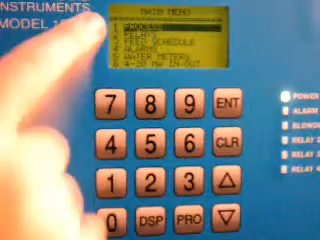 INSTRUMENTS
MODEL
MAIN MENU
1 PROCESS
2 RELAYS
3 FEED SCHEDULE
4 ALARMS
5 WATER METERS
6 4-20 MA IN-OUT
7 8 9 ENT
4 5 6 CLR
1 2 3
0 DSP PRO
POWER
ALARM
BLOWDO
RELAY
RELAY
RELAY